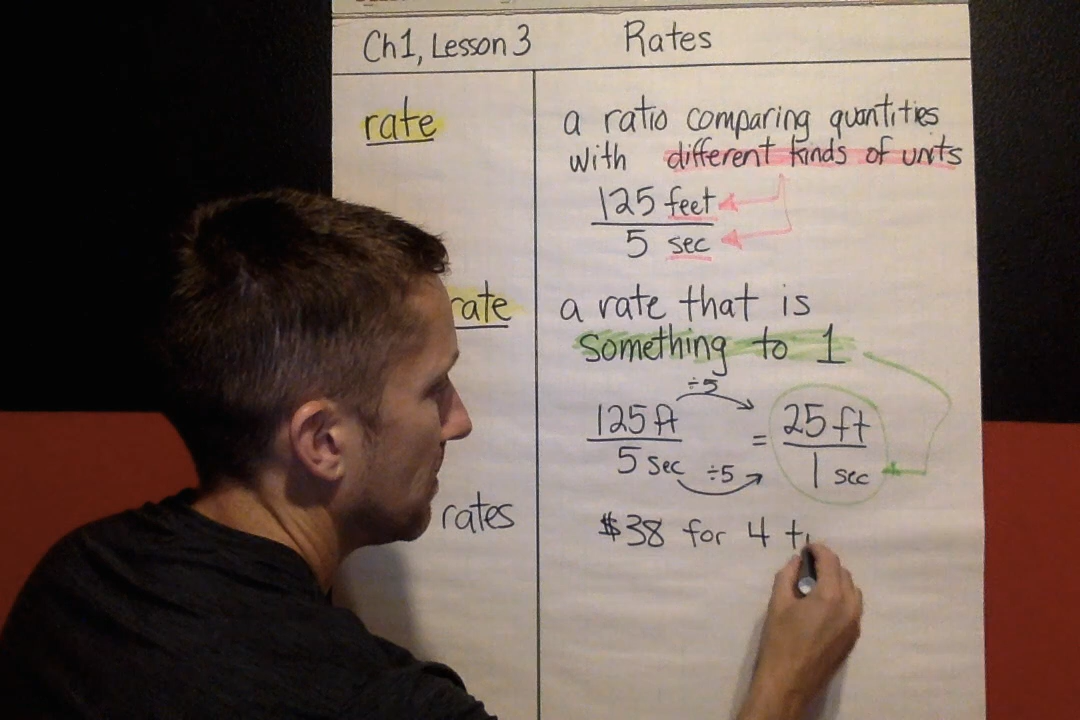 Ch1, Lesson 3
Rates
rate
a ratio comparing quantities
with different kinds of units
125 feet
5 sec
rate
a rate that is
something to 1
÷5
125 ft
5 sec
÷5
=
25 ft
1 sec
rates
$38 for 4